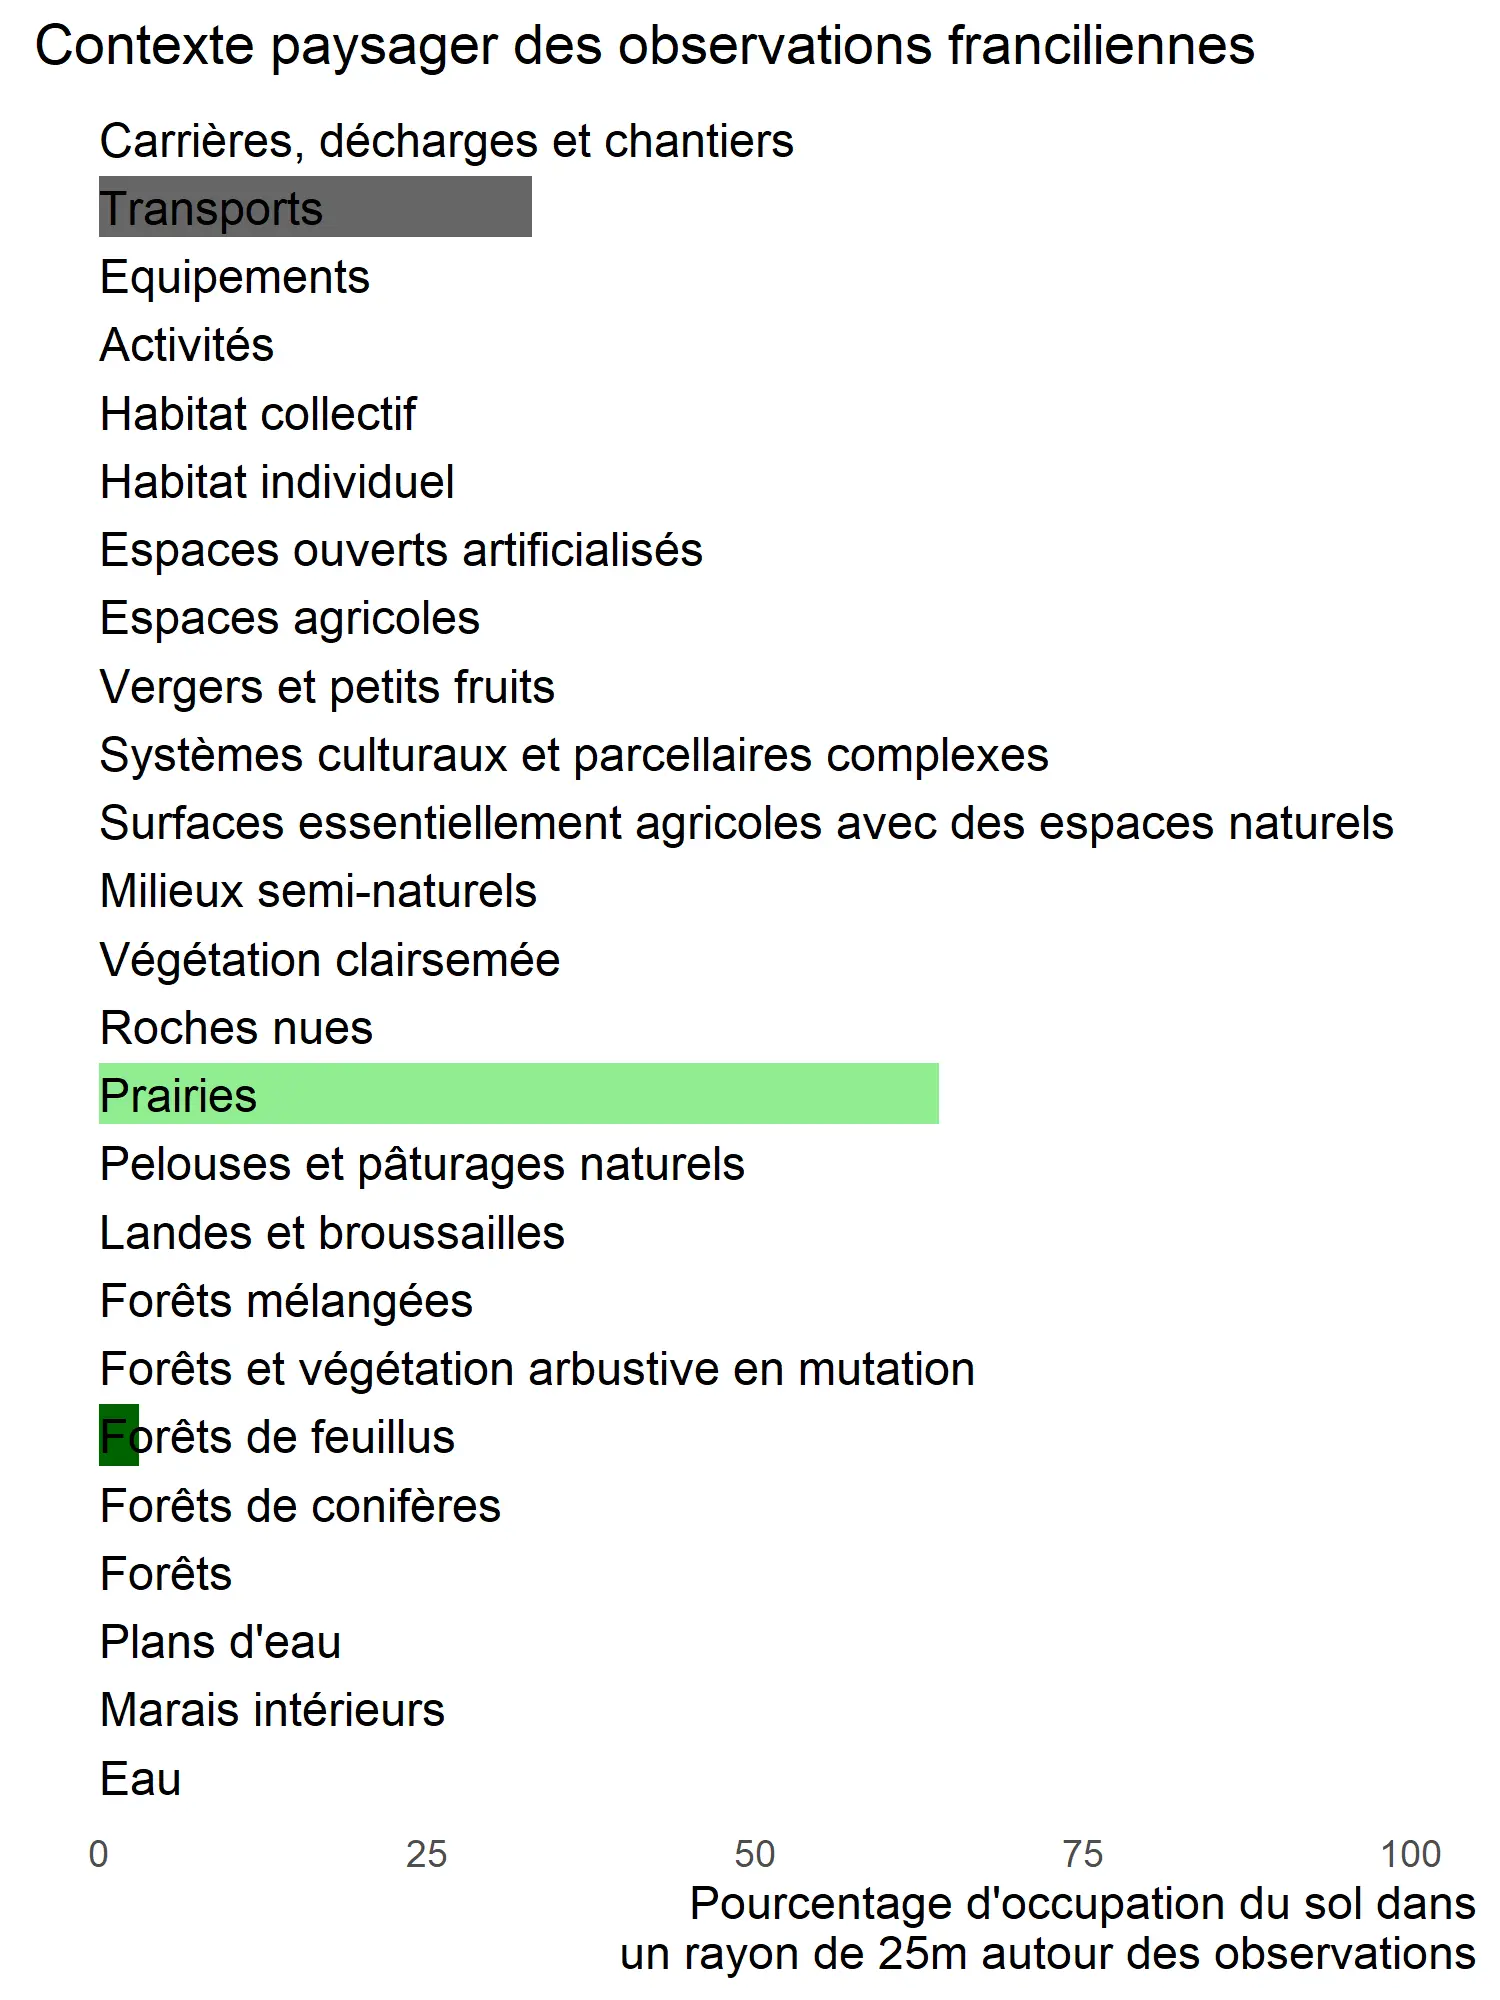 Contexte paysager des observations franciliennes
Carrières, décharges et chantiers
Transports
Equipements
Activités
Habitat collectif
Habitat individuel
Espaces ouverts artificialisés
Espaces agricoles
Vergers et petits fruits
Systèmes culturaux et parcellaires complexes
Surfaces essentiellement agricoles avec des espaces naturels
Milieux semi-naturels
Végétation clairsemée
Roches nues
Prairies
Pelouses et pâturages naturels
Landes et broussailles
Forêts mélangées
Forêts et végétation arbustive en mutation
Forêts de feuillus
Forêts de conifères
Forêts
Plans d'eau
Marais intérieurs
Eau
0 25 50 75 100
Pourcentage d'occupation du sol dans
un rayon de 25m autour des observations